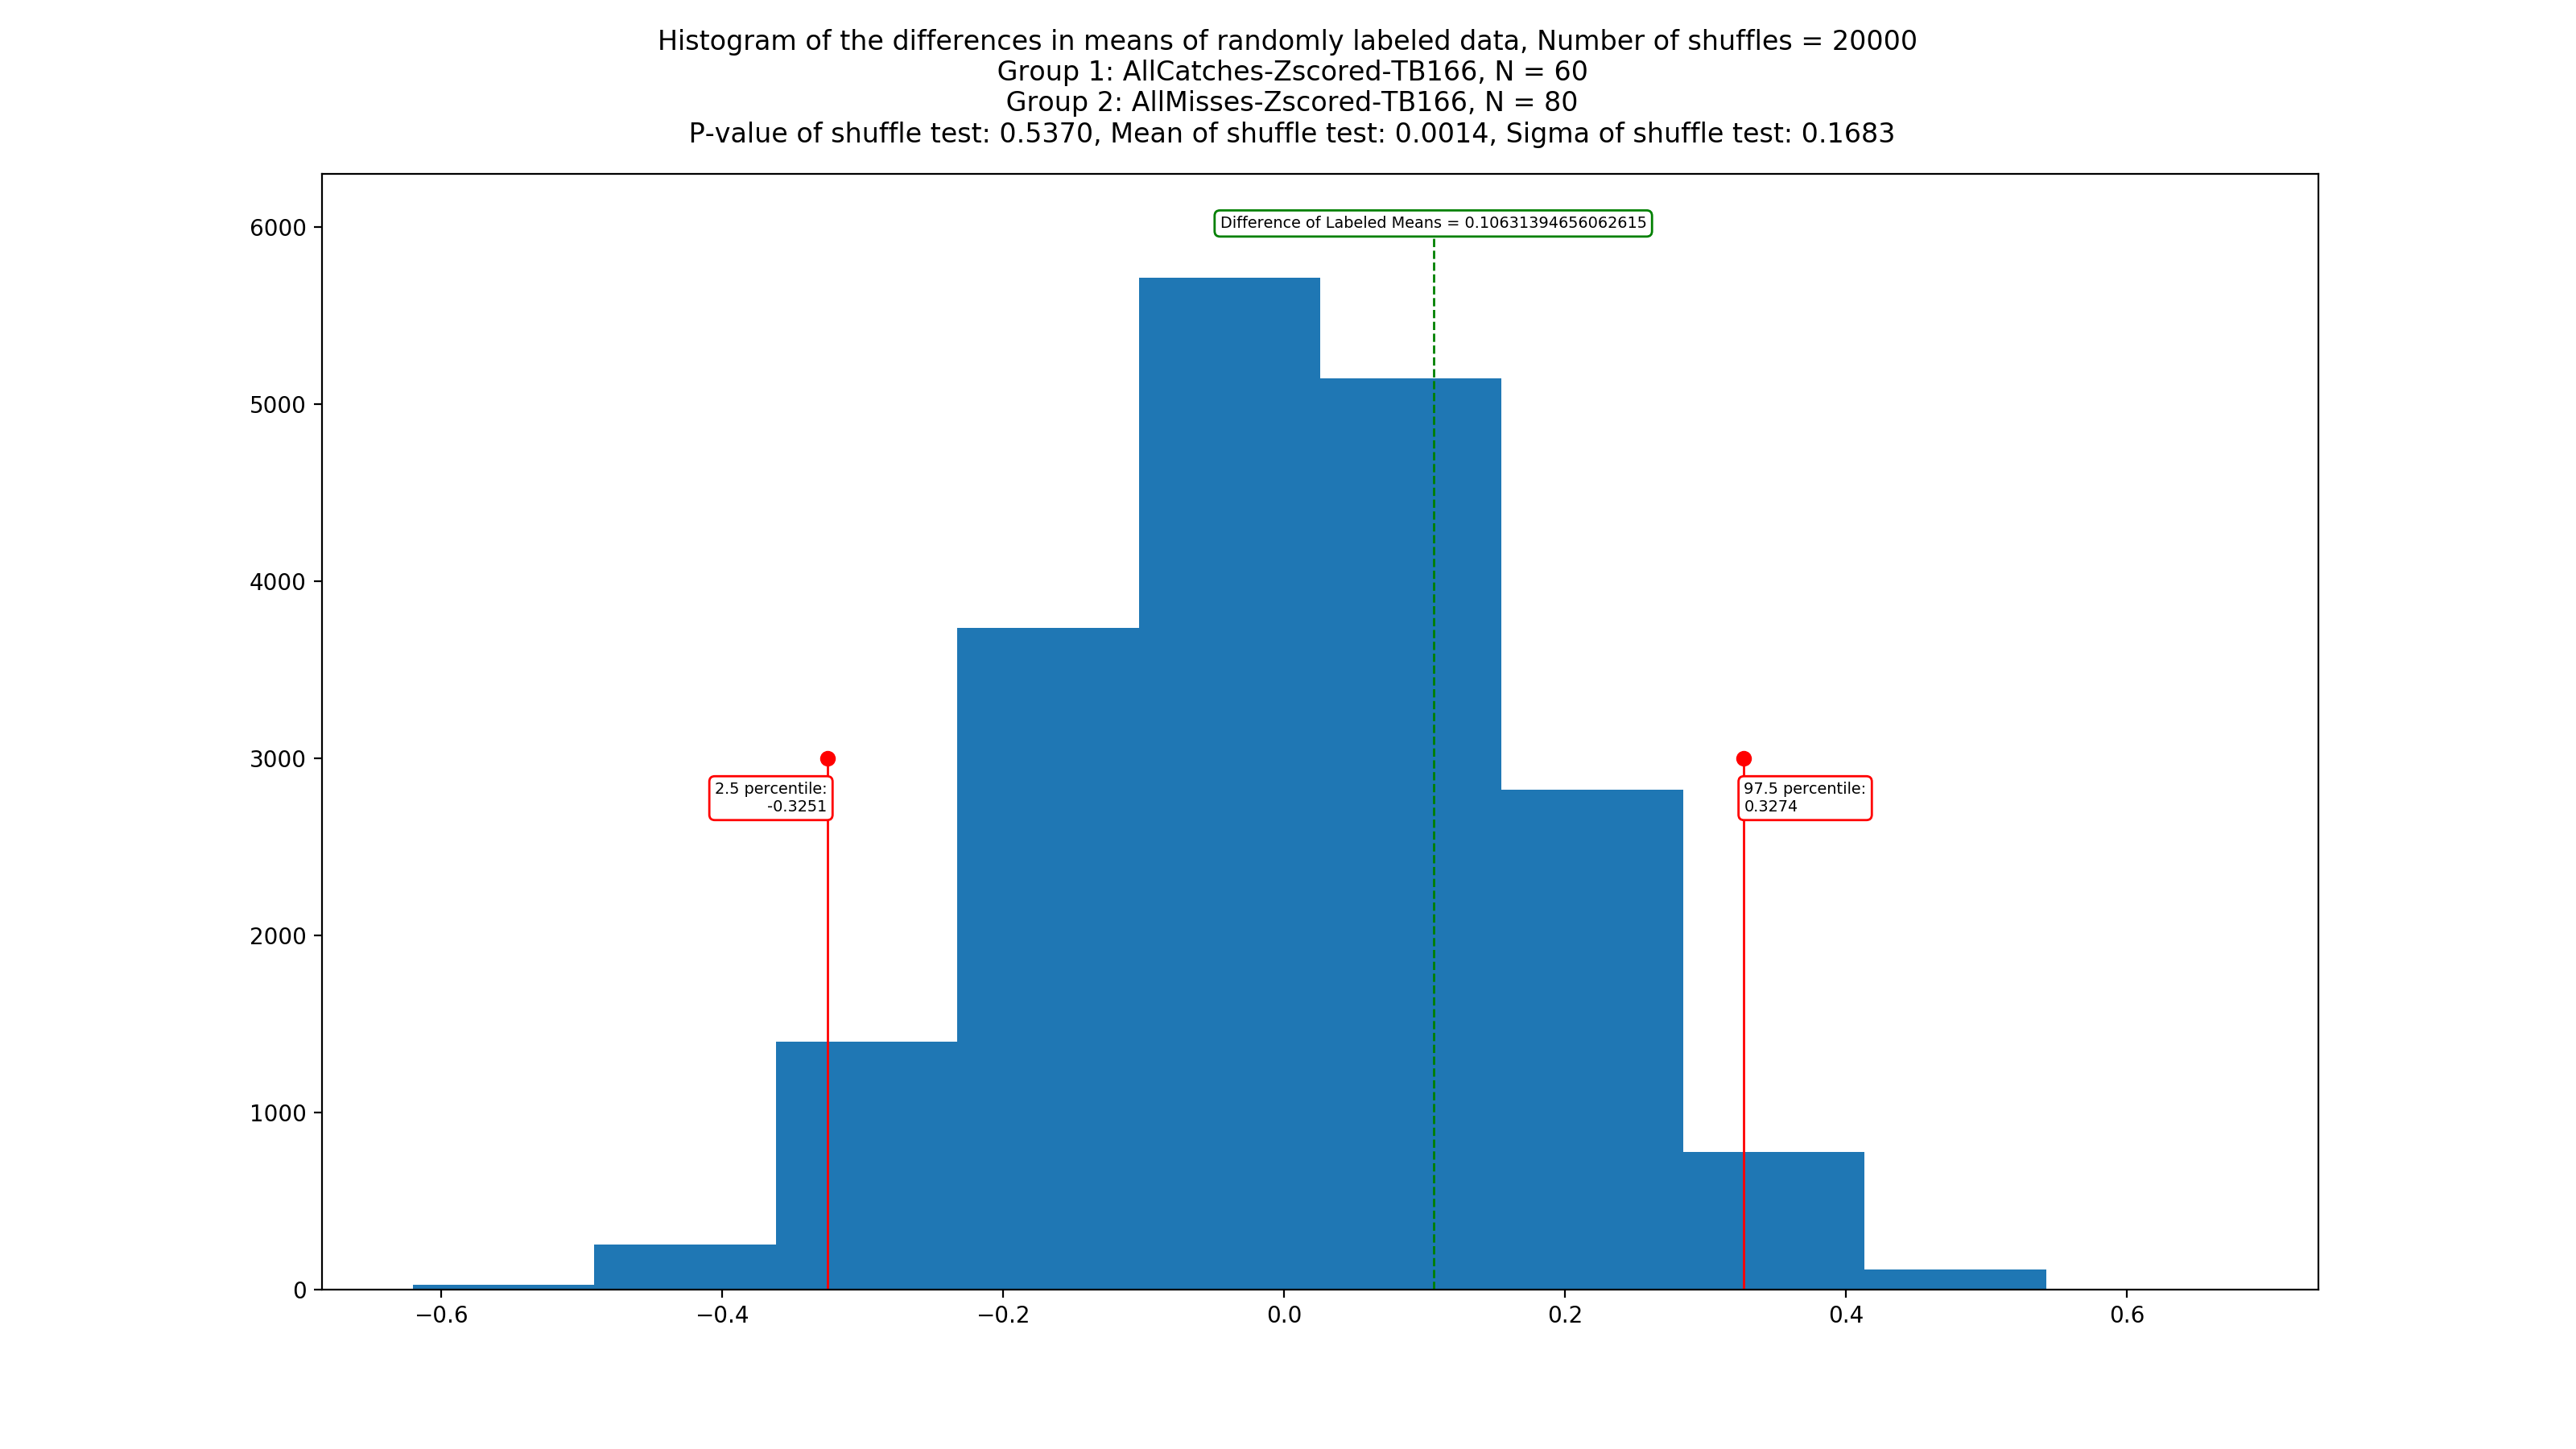 Histogram of the differences in means of randomly labeled data, Number of shuffles = 20000
Group 1: AllCatches-Zscored-TB166, N = 60
Group 2: AllMisses-Zscored-TB166, N = 80
P-value of shuffle test: 0.5370, Mean of shuffle test: 0.0014, Sigma of shuffle test: 0.1683
Difference of Labeled Means = 0.10631394656062615
6000
5000
4000
3000
2.5 percentile:
-0.3251
97.5 percentile:
0.3274
2000
1000
0
−0.6
−0.4
−0.2
0.0
0.2
0.4
0.6